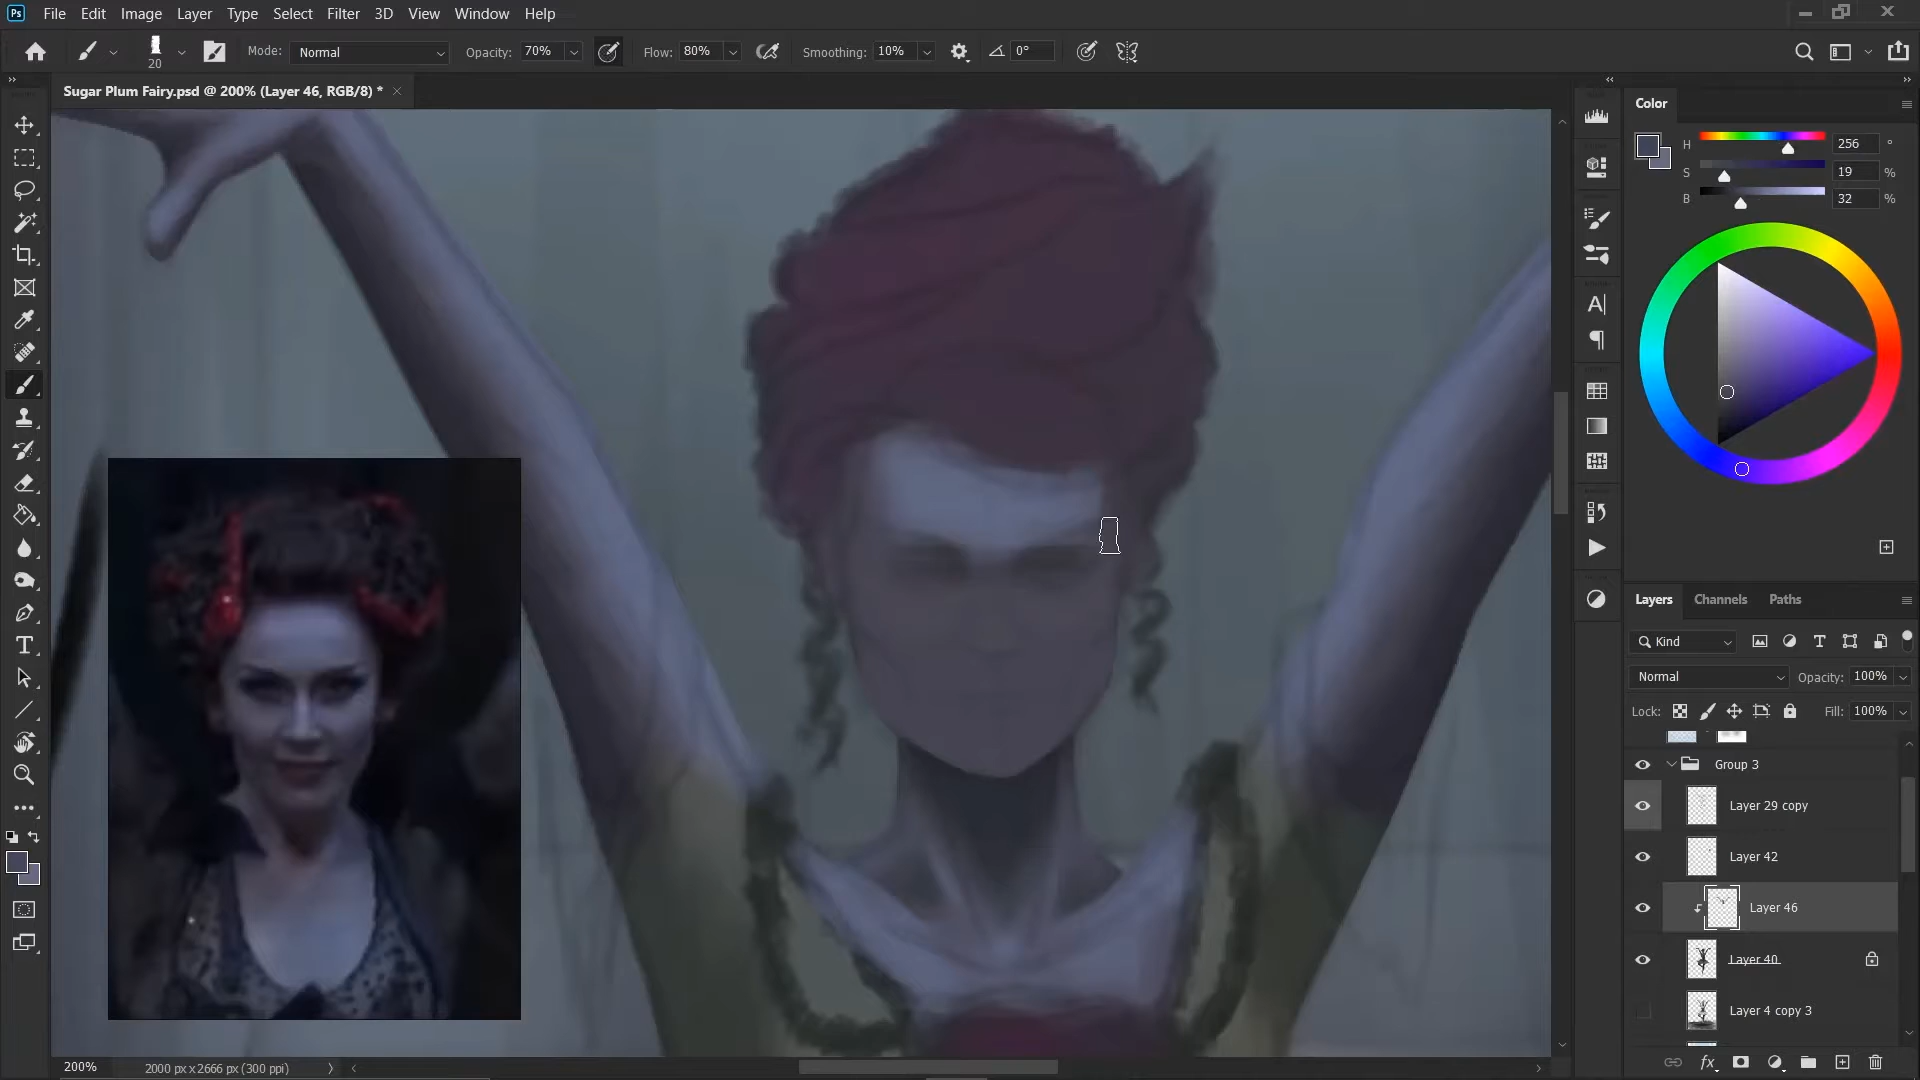 Ps File Edit Image Layer Type Select Filter 3D View Window Help
20 Mode: Normal Opacity: 70% Flow: 80% Smoothing: 10% 0°
Sugar Plum Fairy.psd @ 200% (Layer 46, RGB/8) *
Color
H 256 °
S 19 %
B 32 %
Layers Channels Paths
Kind
Normal Opacity: 100%
Lock: Fill: 100%
Group 3
Layer 29 copy
Layer 42
Layer 46
Layer 40
Layer 4 copy 3
200% 2000 px x 2666 px (300 ppi)